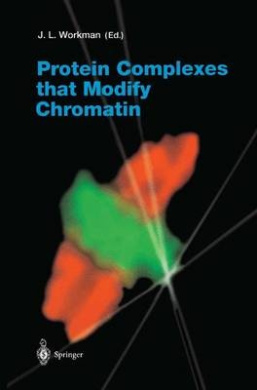 J. L. Workman (Ed.)
Protein Complexes
that Modify
Chromatin
Springer